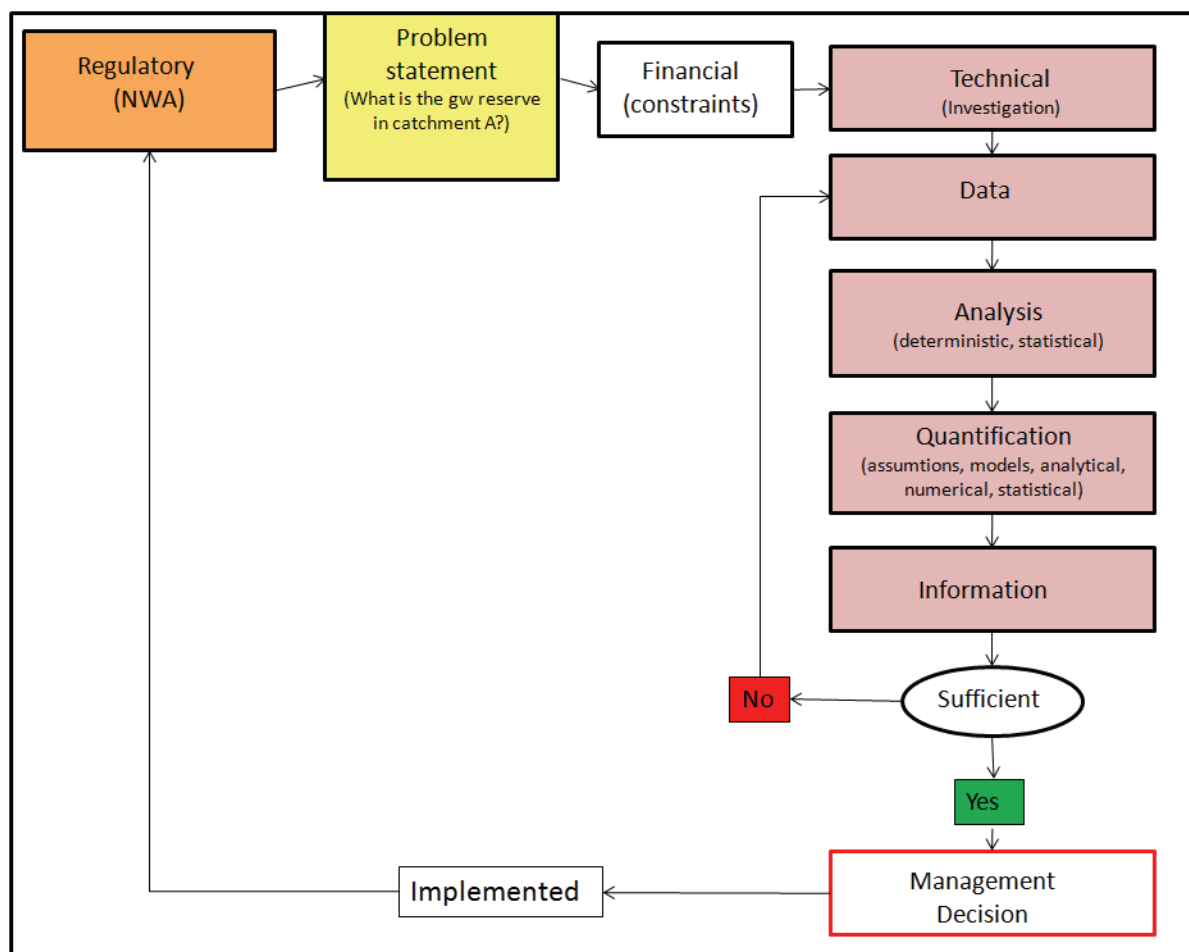 Regulatory
(NWA)
Problem
statement
(What is the gw reserve
in catchment A?)
Financial
(constraints)
Technical
(Investigation)
Data
Analysis
(deterministic, statistical)
Quantification
(assumtions, models, analytical,
numerical, statistical)
Information
Sufficient
No
Yes
Management
Decision
Implemented